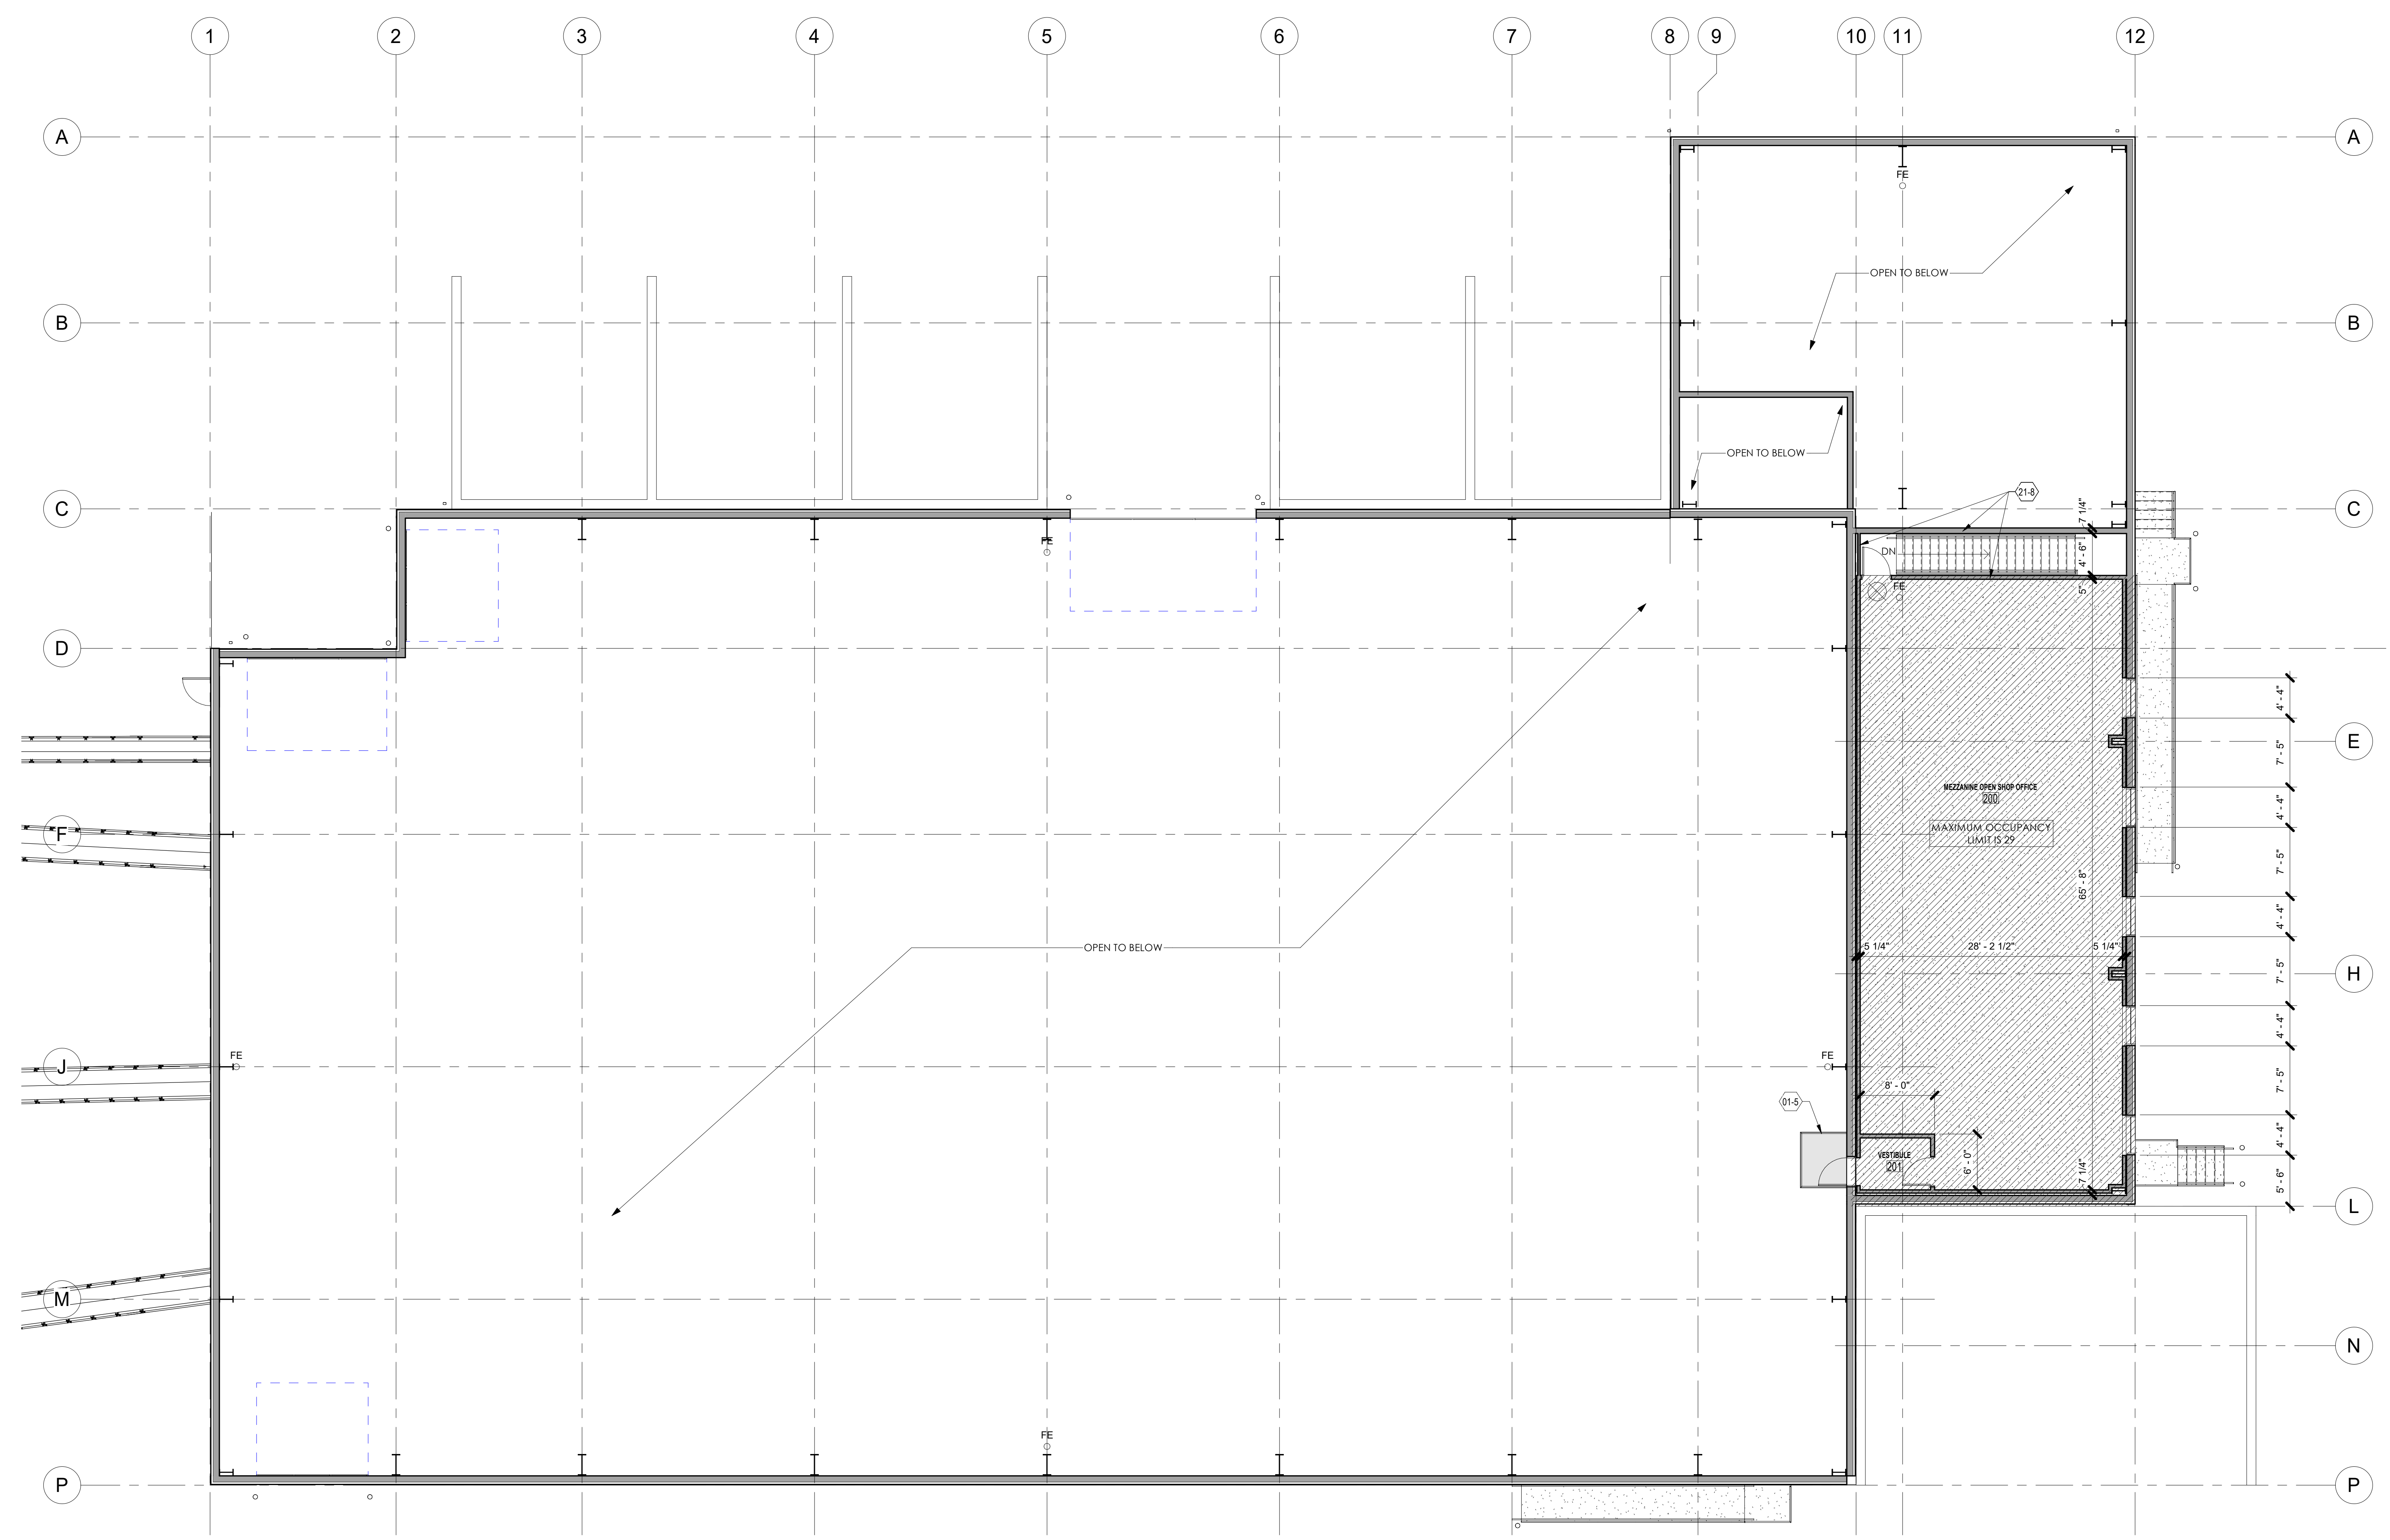 1 2 3 4 5 6 7 8 9 10 11 12
A A
FE
OPEN TO BELOW
B B
OPEN TO BELOW
21-8
C C
7 1/4"
FE
DN
4' - 6"
FE
5"
D
4' - 4"
E
7' - 5"
MEZZANINE OPEN SHOP OFFICE
200
4' - 4"
MAXIMUM OCCUPANCY
LIMIT IS 29
F
7' - 5"
65' - 8"
4' - 4"
OPEN TO BELOW
5 1/4" 28' - 2 1/2" 5 1/4"
7' - 5"
H
4' - 4"
FE FE
J
7' - 5"
8' - 0"
01-5
4' - 4"
VESTIBULE
201
6' - 0"
7 1/4"
5' - 6"
L
M
N
FE
P P